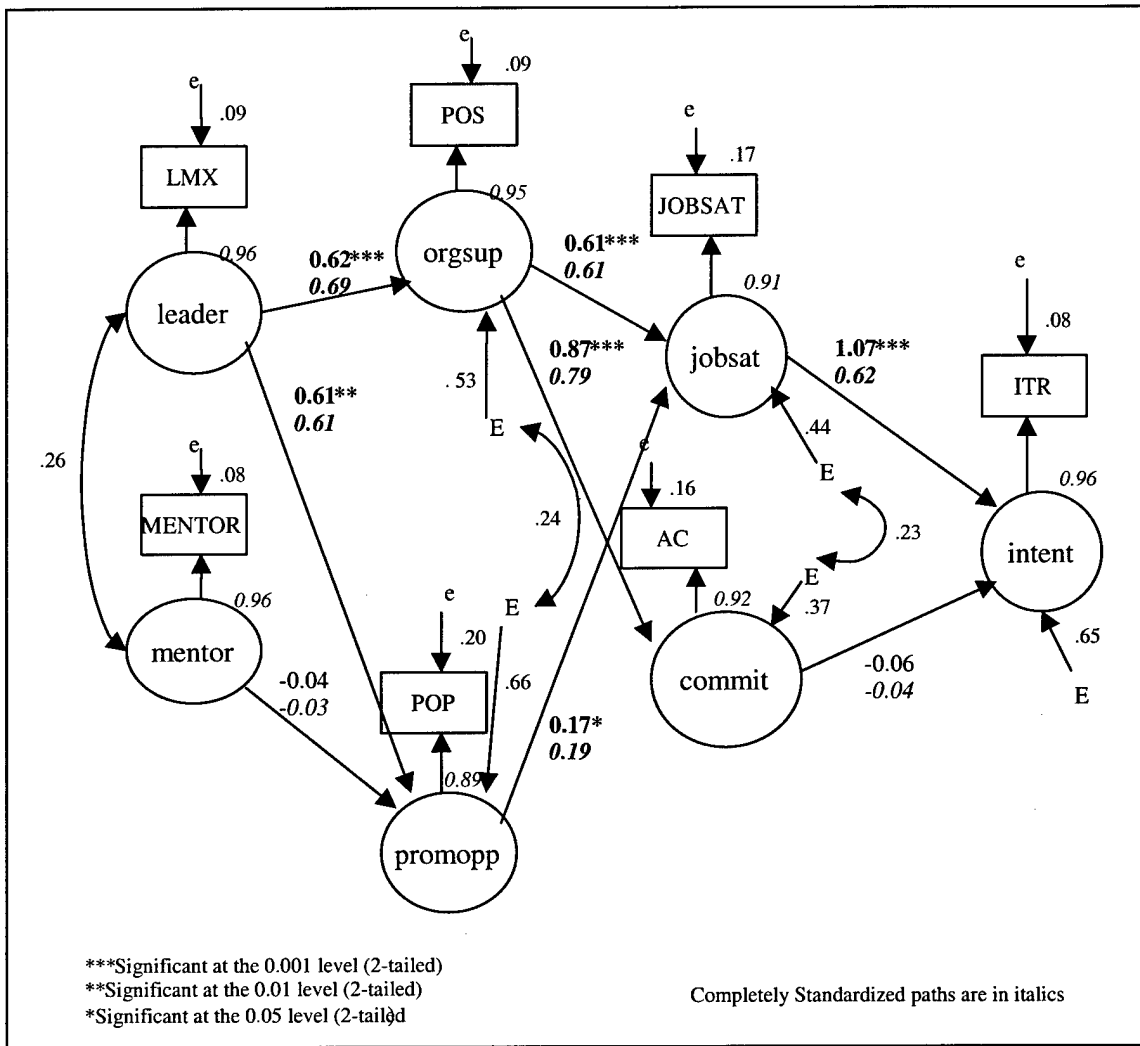 e
.09
POS
0.95
orgsup
e
.09
LMX
0.96
leader
0.62***
0.69
0.61***
0.61
e
.17
JOBSAT
0.91
jobsat
0.87***
0.79
0.61**
0.61
.53
E
.26
e
.08
MENTOR
0.96
mentor
-0.04
-0.03
.24
E
.66
e
.20
POP
0.89
promopp
0.17*
0.19
e
.16
AC
0.92
commit
.44
E
.23
E
.37
1.07***
0.62
e
.08
ITR
0.96
intent
-0.06
-0.04
.65
E
***Significant at the 0.001 level (2-tailed)
**Significant at the 0.01 level (2-tailed)
*Significant at the 0.05 level (2-tailed
Completely Standardized paths are in italics